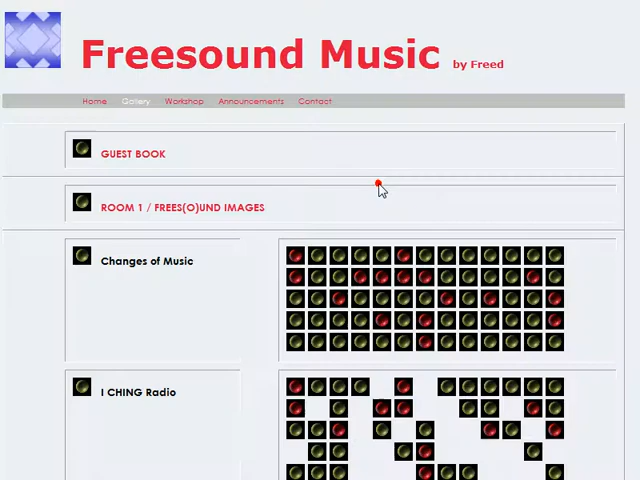 Freesound Music by Freed
Home Gallery Workshop Announcements Contact
GUEST BOOK
ROOM 1 / FREES(O)UND IMAGES
Changes of Music
I CHING Radio